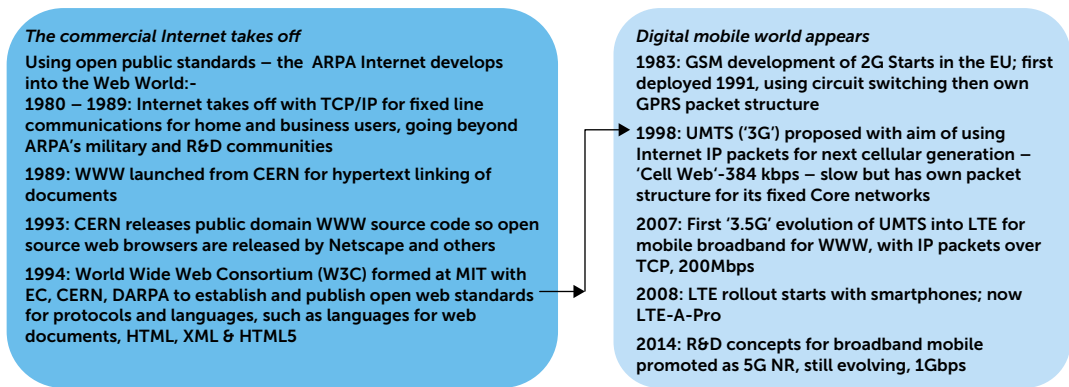 The commercial Internet takes off
Using open public standards – the ARPA Internet develops
into the Web World:-
1980 – 1989: Internet takes off with TCP/IP for fixed line
communications for home and business users, going beyond
ARPA's military and R&D communities
1989: WWW launched from CERN for hypertext linking of
documents
1993: CERN releases public domain WWW source code so open
source web browsers are released by Netscape and others
1994: World Wide Web Consortium (W3C) formed at MIT with
EC, CERN, DARPA to establish and publish open web standards
for protocols and languages, such as languages for web
documents, HTML, XML & HTML5
Digital mobile world appears
1983: GSM development of 2G Starts in the EU; first
deployed 1991, using circuit switching then own
GPRS packet structure
1998: UMTS ('3G') proposed with aim of using
Internet IP packets for next cellular generation –
'Cell Web'-384 kbps – slow but has own packet
structure for its fixed Core networks
2007: First '3.5G' evolution of UMTS into LTE for
mobile broadband for WWW, with IP packets over
TCP, 200Mbps
2008: LTE rollout starts with smartphones; now
LTE-A-Pro
2014: R&D concepts for broadband mobile
promoted as 5G NR, still evolving, 1Gbps